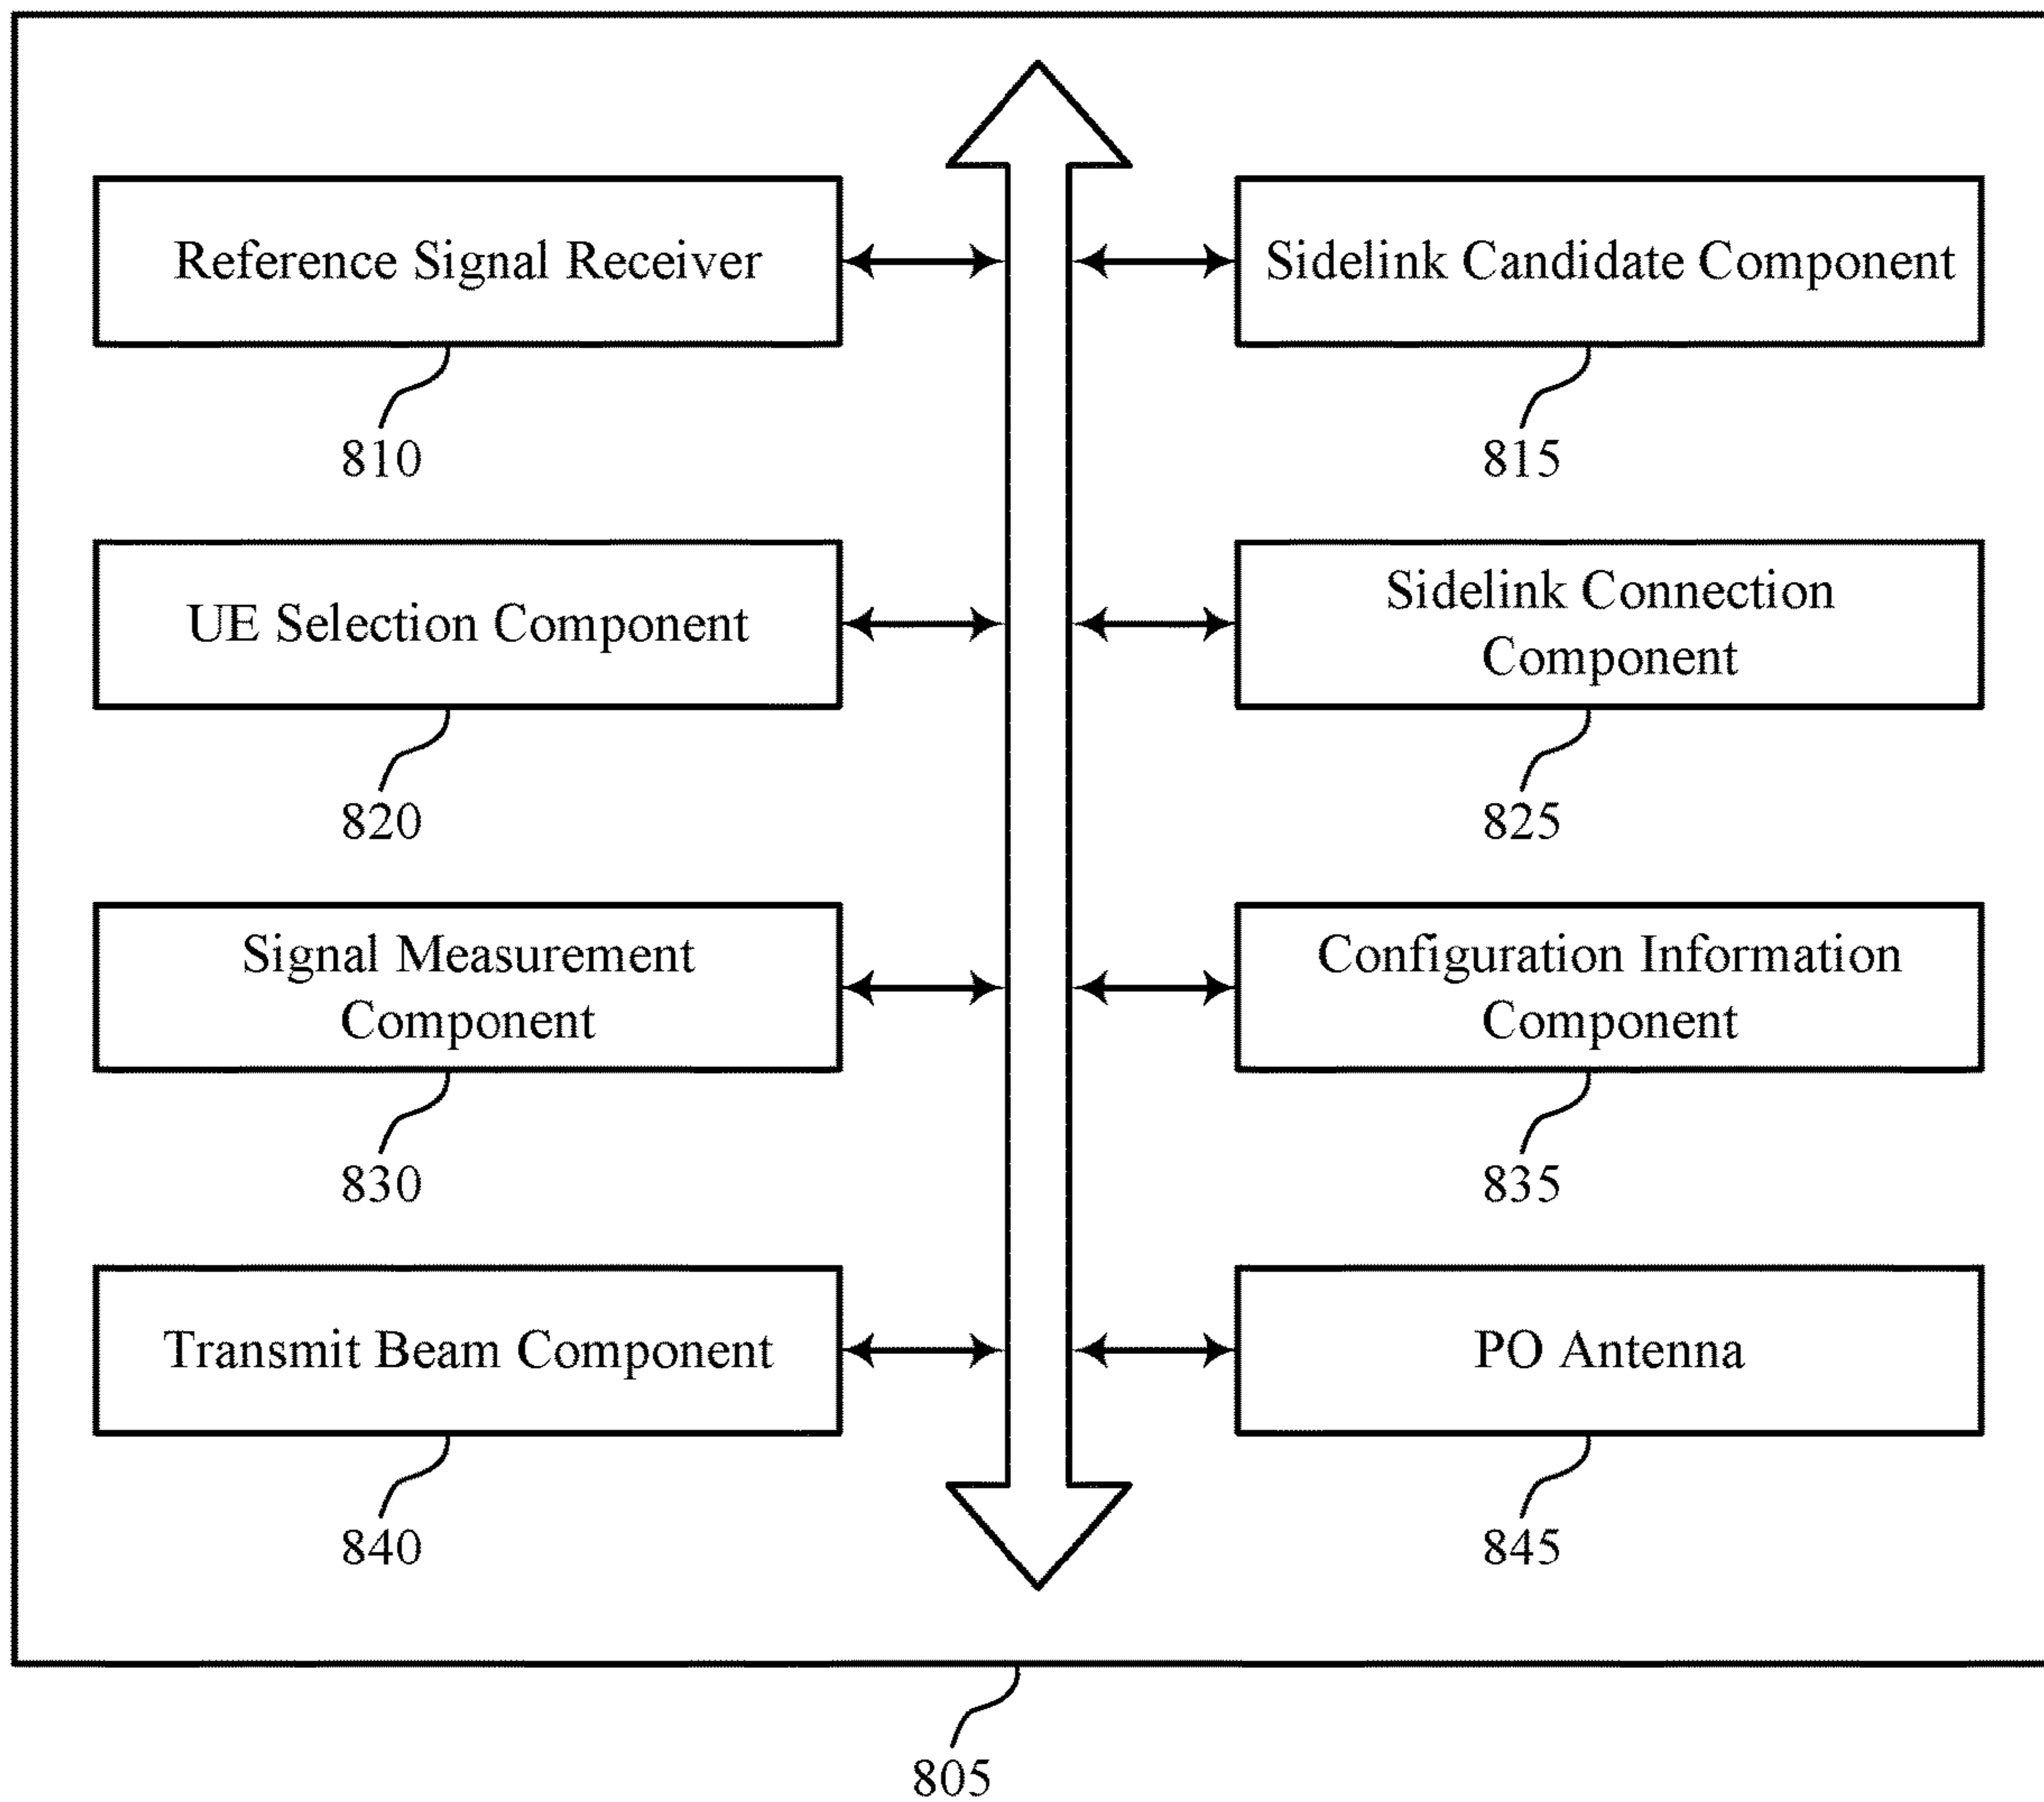 Reference Signal Receiver
810
Sidelink Candidate Component
815
UE Selection Component
820
Sidelink Connection
Component
825
Signal Measurement
Component
830
Configuration Information
Component
835
Transmit Beam Component
840
PO Antenna
845
805